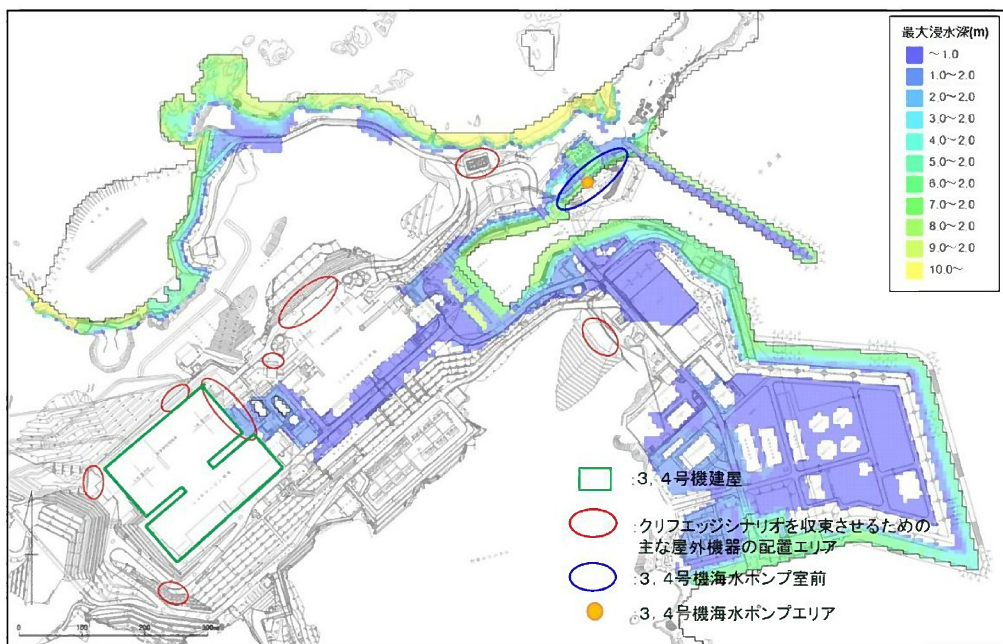 最大浸水深(m)
～1.0
1.0～2.0
2.0～2.0
3.0～2.0
4.0～2.0
5.0～2.0
6.0～2.0
7.0～2.0
8.0～2.0
9.0～2.0
10.0～
:3，4号機建屋
:クリフエッジシナリオを収束させるための
主な屋外機器の配置エリア
:3，4号機海水ポンプ室前
:3，4号機海水ポンプエリア
0 100 200 300m